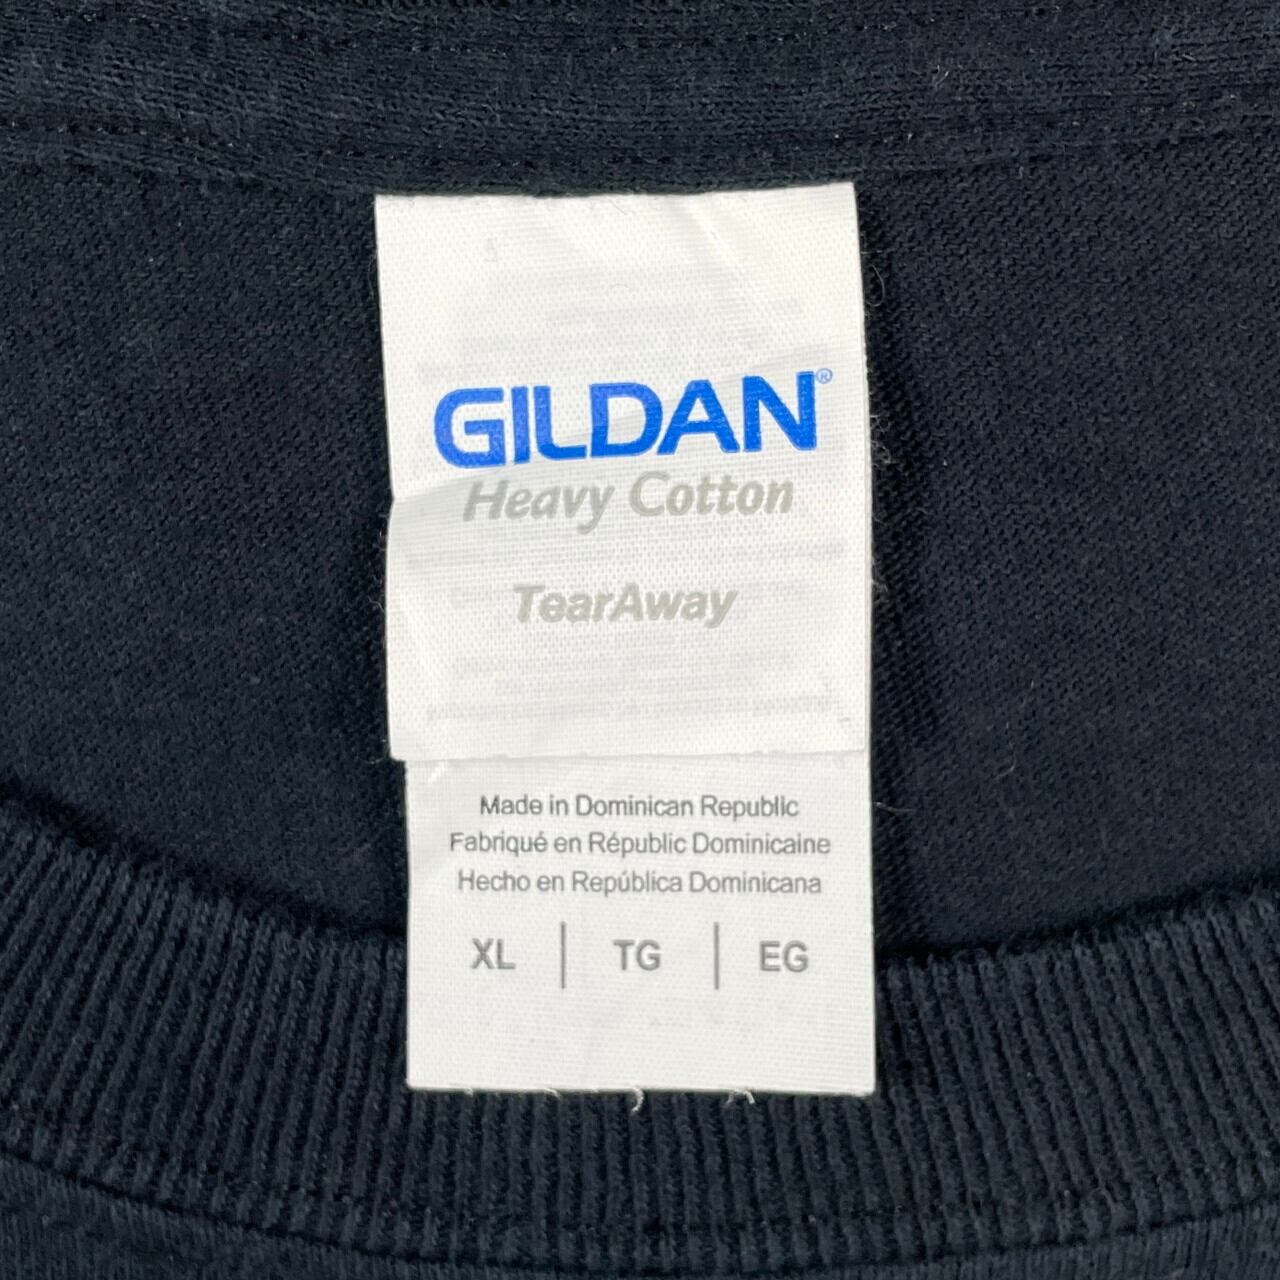 GILDAN®
Heavy Cotton
TearAway
Made in Dominican Republic
Fabriqué en Républic Dominicaine
Hecho en República Dominicana
XL | TG | EG